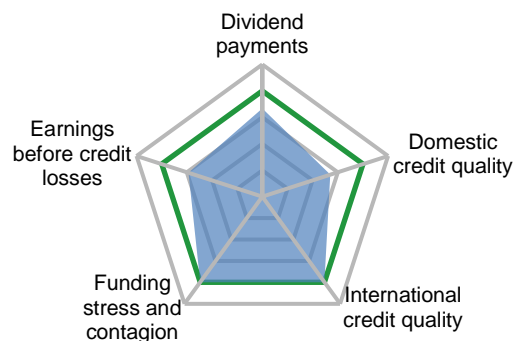 Dividend
payments
Earnings
before credit
losses
Domestic
credit quality
Funding
stress and
contagion
International
credit quality